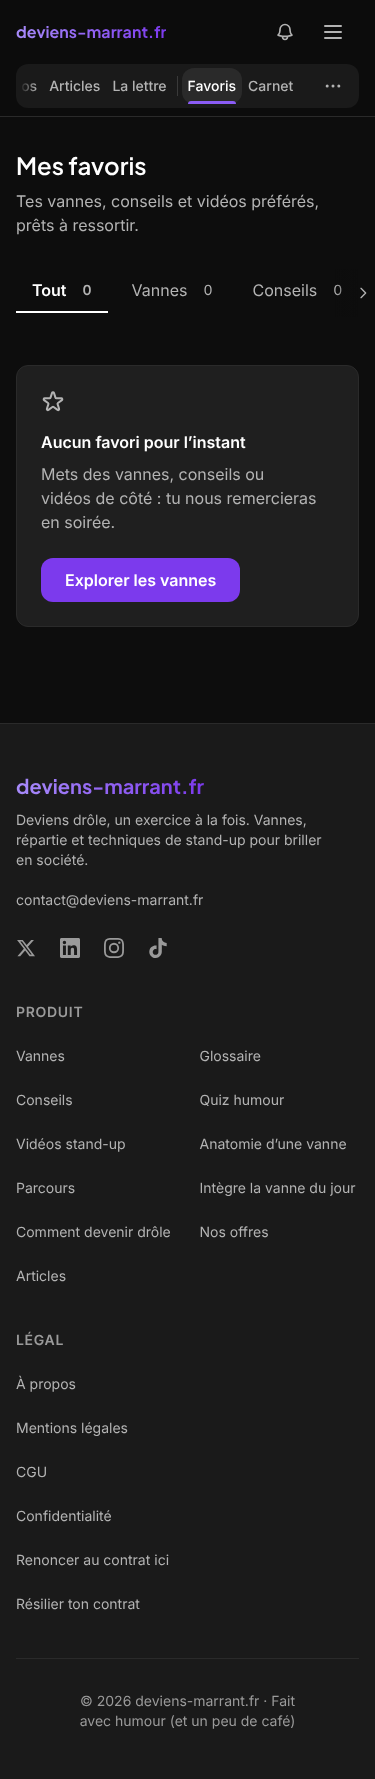 deviens-marrant.fr
os Articles La lettre Favoris Carnet
Mes favoris
Tes vannes, conseils et vidéos préférés,
prêts à ressortir.
Tout 0 Vannes 0 Conseils 0
Aucun favori pour l’instant
Mets des vannes, conseils ou
vidéos de côté : tu nous remercieras
en soirée.
Explorer les vannes
deviens-marrant.fr
Deviens drôle, un exercice à la fois. Vannes,
répartie et techniques de stand-up pour briller
en société.
contact@deviens-marrant.fr
PRODUIT
Vannes
Glossaire
Conseils
Quiz humour
Vidéos stand-up
Anatomie d’une vanne
Parcours
Intègre la vanne du jour
Comment devenir drôle
Nos offres
Articles
LÉGAL
À propos
Mentions légales
CGU
Confidentialité
Renoncer au contrat ici
Résilier ton contrat
© 2026 deviens-marrant.fr · Fait
avec humour (et un peu de café)